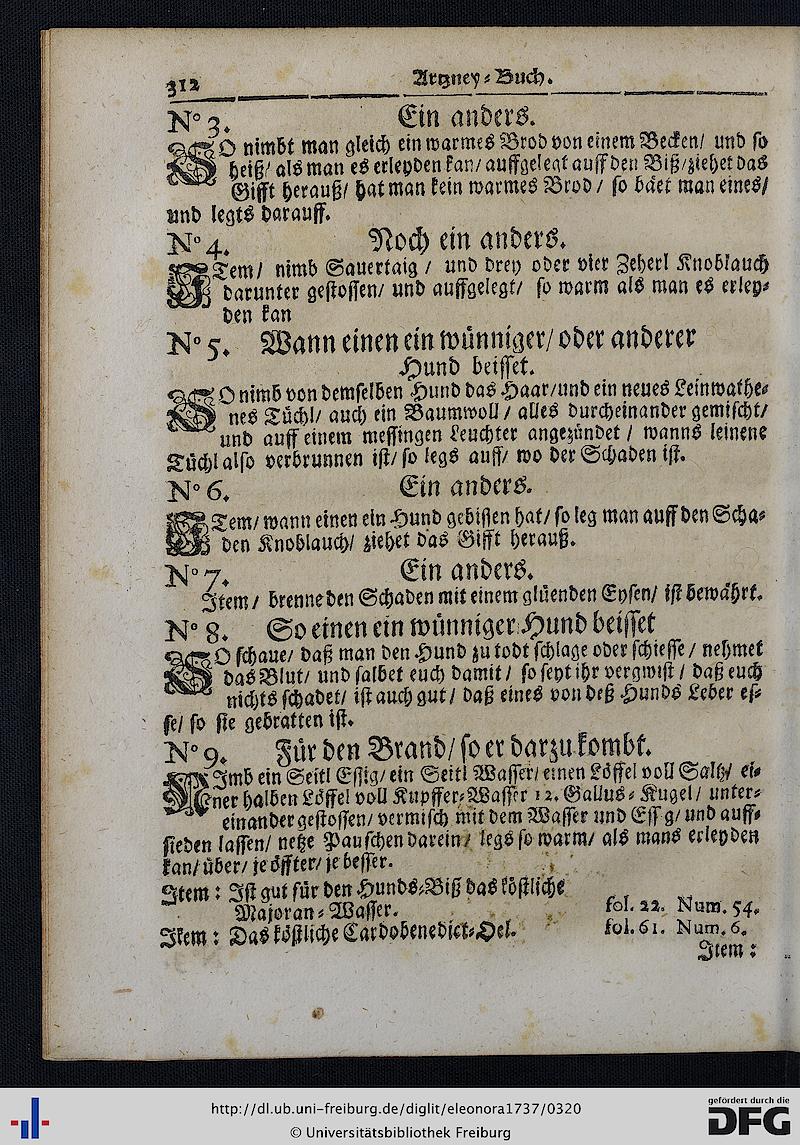 312 Artzney-Buch.
No 3. Ein anders.
SO nimbt man gleich ein warmes Brod von einem Becken/ und so
heiß/ als man es erleyden kan/ auffgelegt auff den Biß/ ziehet das
Gifft herauß/ hat man kein warmes Brod / so bäet man eines/
und legts darauff.
No 4. Noch ein anders.
ITem/ nimb Sauertaig / und drey oder vier Zeherl Knoblauch
darunter gestossen/ und auffgelegt/ so warm als man es erley-
den kan
No 5. Wann einen ein wünniger/ oder anderer
Hund beisset.
SO nimb von demselben Hund das Haar/ und ein neues Leinwathe-
nes Tüchl/ auch ein Baumwoll / alles durcheinander gemischt/
und auff einem messingen Leuchter angezündet / wanns leinene
Tüchl also verbrunnen ist/ so legs auff/ wo der Schaden ist.
No 6. Ein anders.
ITem/ wann einen ein Hund gebissen hat/ so leg man auff den Scha-
den Knoblauch/ ziehet das Gifft herauß.
No 7. Ein anders.
Item / brenne den Schaden mit einem glüenden Eysen/ ist bewährt.
No 8. So einen ein wünniger Hund beisset
SO schaue/ daß man den Hund zu todt schlage oder schiesse / nehmet
das Blut/ und salbet euch damit / so seyt ihr vergwist / daß euch
nichts schadet/ ist auch gut / daß eines von deß Hunds Leber es-
se/ so sie gebratten ist.
No 9. Für den Brand/ so er darzu kombt.
NImb ein Seitl Essig/ ein Seitl Wasser/ einen Löffel voll Saltz/ ei-
ner halben Löffel voll Kupffer-Wasser 12. Gallus-Kugel/ unter-
einander gestossen/ vermisch mit dem Wasser und Essig/ und auff-
sieden lassen/ netze Pauschen darein/ legs so warm/ als mans erleyden
kan/ über/ je öffter/ je besser.
Item : Ist gut für den Hunds-Biß das köstliche
Majoran-Wasser. fol. 22. Num. 54.
Item : Das köstliche Cardobenedict-Oel. fol. 61. Num. 6.
Item :
http://dl.ub.uni-freiburg.de/diglit/eleonora1737/0320
© Universitätsbibliothek Freiburg
gefördert durch die
DFG